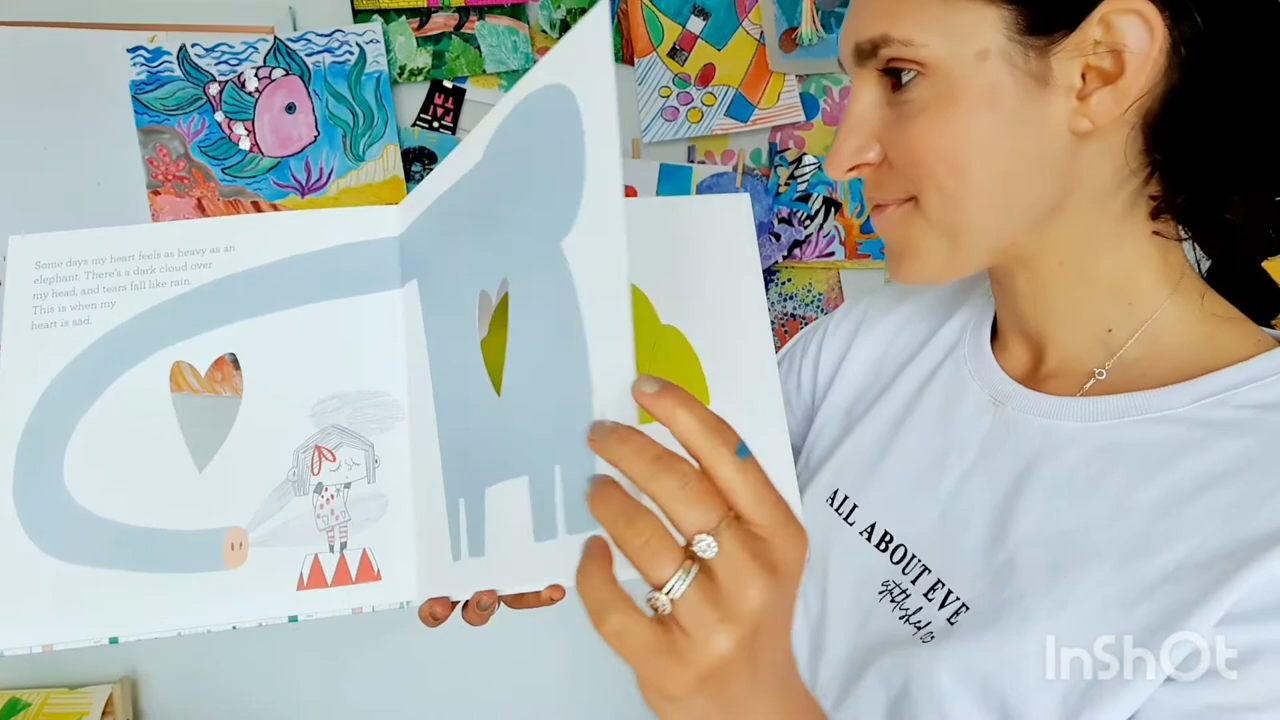 Some days my heart feels as heavy as an
elephant. There's a dark cloud over
my head, and tears fall like rain.
This is when my
heart is sad.
ALL ABOUT EVE
InShOt